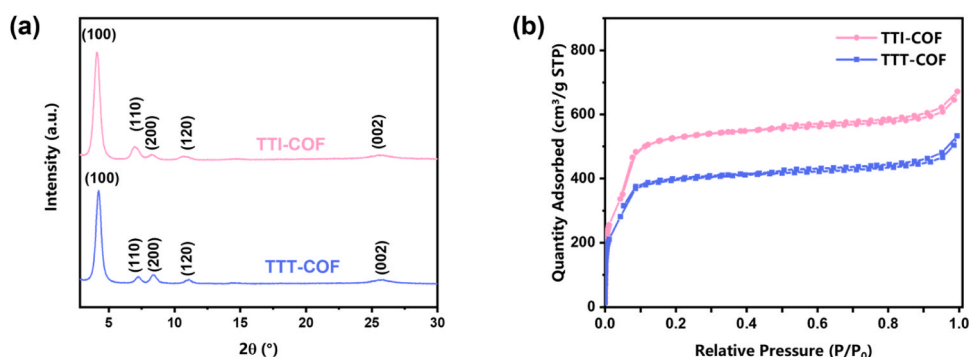 (a)
(100)
(110)
(200)
(120)
(002)
TTI-COF
(100)
(110)
(200)
(120)
(002)
TTT-COF
Intensity (a.u.)
5
10
15
20
25
30
2θ (°)
(b)
TTI-COF
TTT-COF
Quantity Adsorbed (cm³/g STP)
800
600
400
200
0
0.0
0.2
0.4
0.6
0.8
1.0
Relative Pressure (P/P₀)